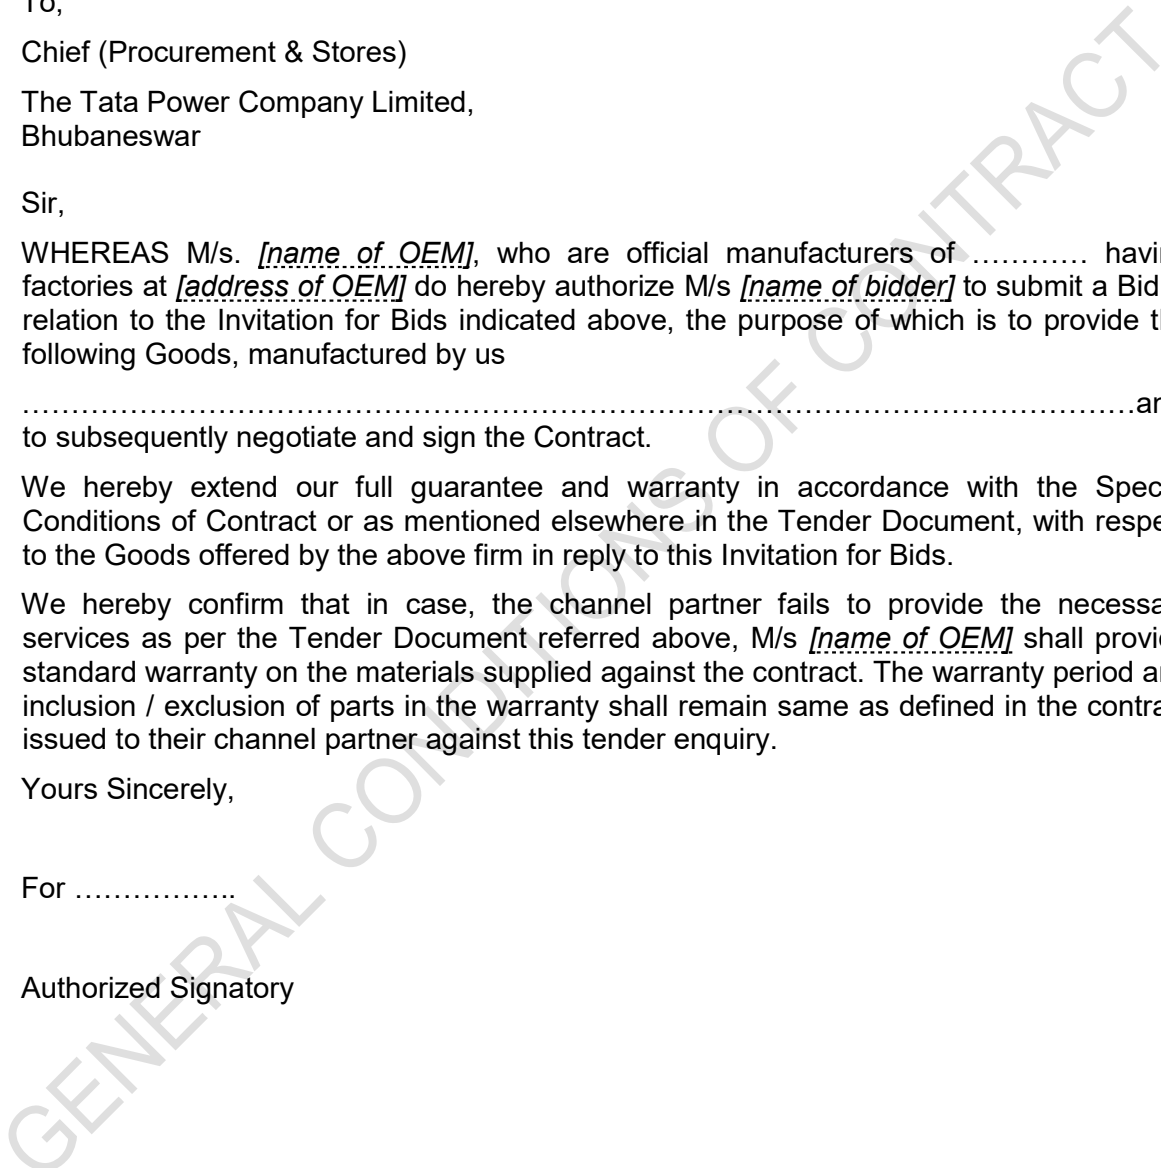 To,
Chief (Procurement & Stores)
The Tata Power Company Limited,
Bhubaneswar
Sir,
WHEREAS M/s. [name of OEM], who are official manufacturers of ………… havin
factories at [address of OEM] do hereby authorize M/s [name of bidder] to submit a Bid
relation to the Invitation for Bids indicated above, the purpose of which is to provide th
following Goods, manufactured by us
……………………………………………………………………………………………………an
to subsequently negotiate and sign the Contract.
We hereby extend our full guarantee and warranty in accordance with the Spec
Conditions of Contract or as mentioned elsewhere in the Tender Document, with respe
to the Goods offered by the above firm in reply to this Invitation for Bids.
We hereby confirm that in case, the channel partner fails to provide the necessa
services as per the Tender Document referred above, M/s [name of OEM] shall provid
standard warranty on the materials supplied against the contract. The warranty period an
inclusion / exclusion of parts in the warranty shall remain same as defined in the contra
issued to their channel partner against this tender enquiry.
Yours Sincerely,
For ……………..
Authorized Signatory
GENERAL CONDITIONS OF CONTRACT